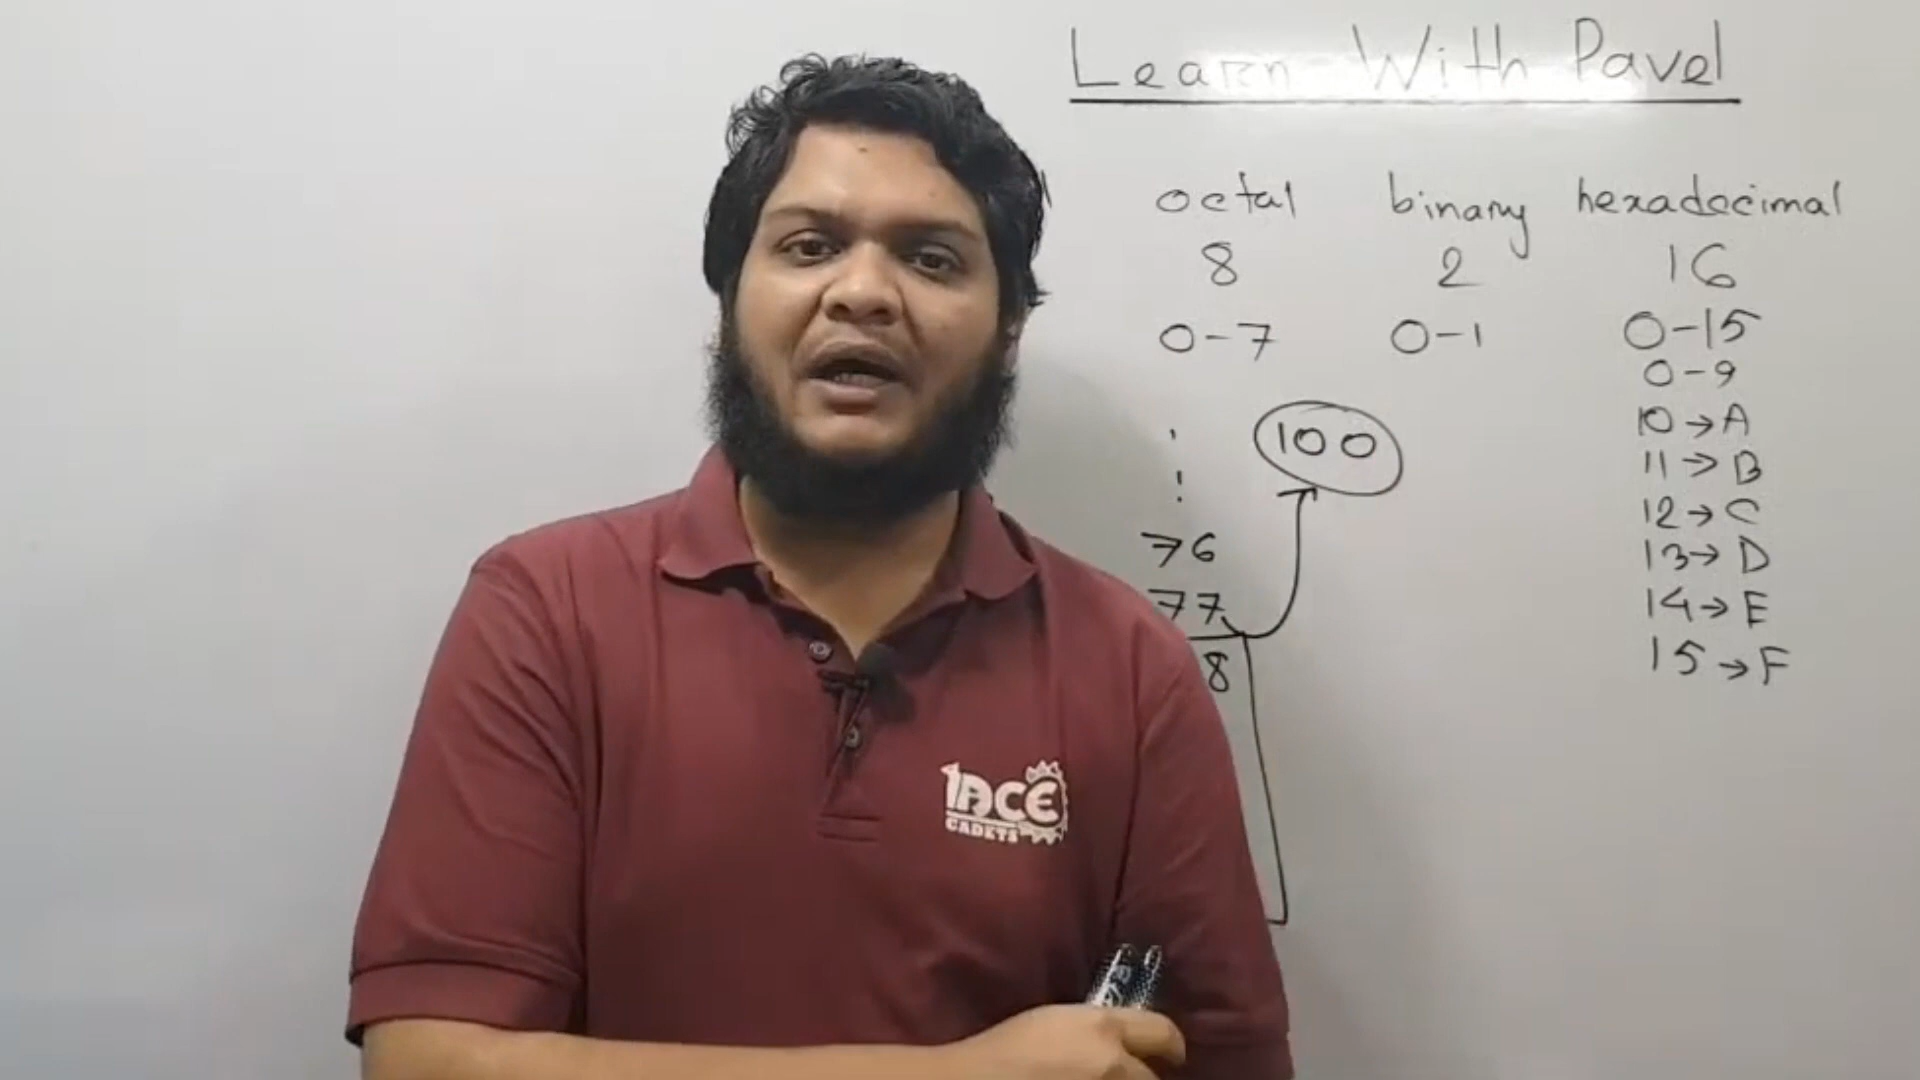 Learn With Pavel
octal binary hexadecimal
8 2 16
0-7 0-1 0-15
0-9
100
10→A
11→B
12→C
76
13→D
77
14→E
8
15→F
ACE
CADETS